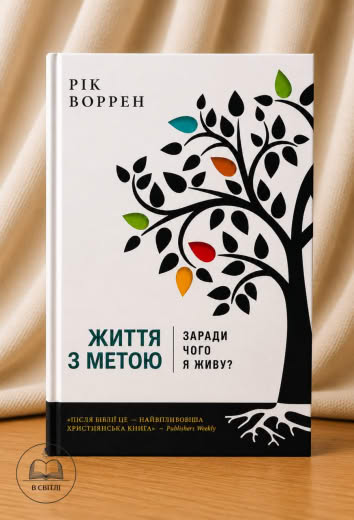 РІК
ВОРРЕН
ЖИТТЯ
З МЕТОЮ
ЗАРАДИ
ЧОГО
Я ЖИВУ?
«ПІСЛЯ БІБЛІЇ ЦЕ — НАЙВПЛИВОВІША
ХРИСТИЯНСЬКА КНИГА» – Publishers Weekly
В СВІТЛІ